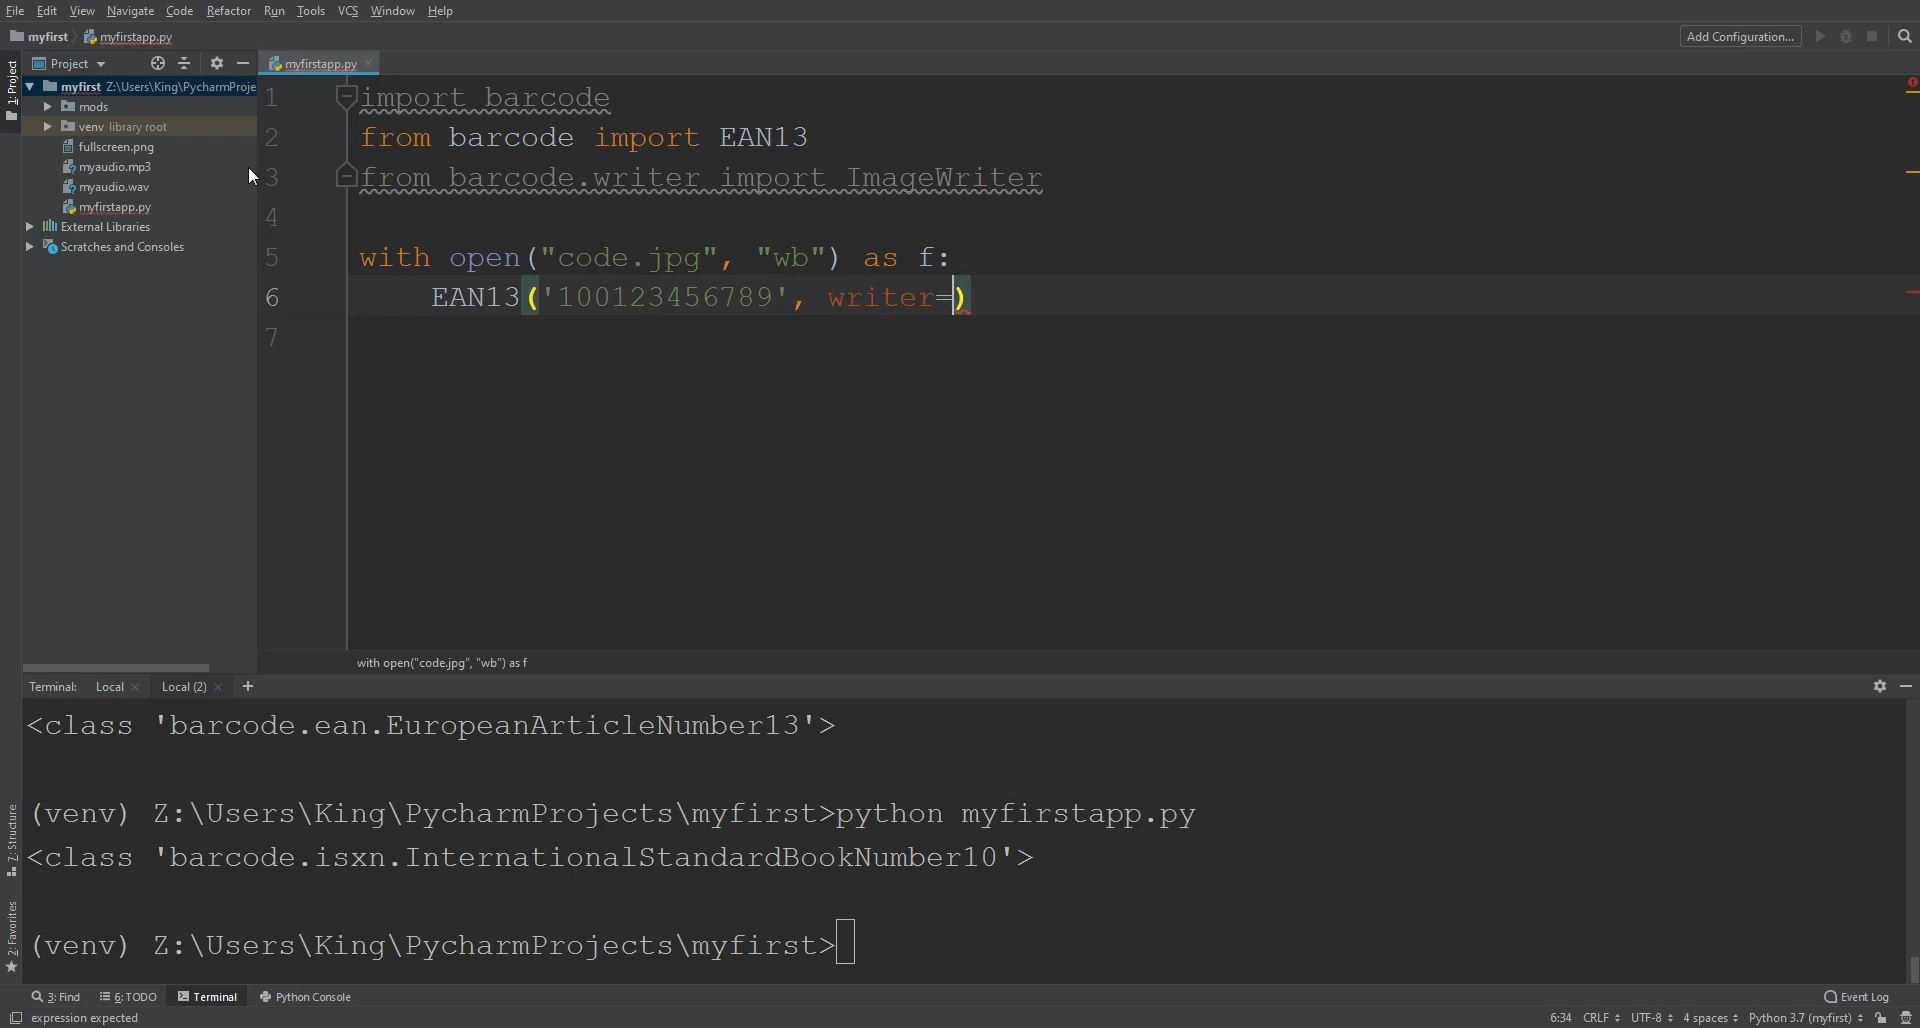 File Edit View Navigate Code Refactor Run Tools VCS Window Help
myfirst myfirstapp.py Add Configuration...
1: Project
Project myfirstapp.py
myfirst Z:\Users\King\PycharmProje
mods
venv library root
fullscreen.png
myaudio.mp3
myaudio.wav
myfirstapp.py
External Libraries
Scratches and Consoles
1 import barcode
2 from barcode import EAN13
3 from barcode.writer import ImageWriter
4
5 with open("code.jpg", "wb") as f:
6 EAN13('100123456789', writer=)
7
with open("code.jpg", "wb") as f
Terminal: Local Local (2)
<class 'barcode.ean.EuropeanArticleNumber13'>
(venv) Z:\Users\King\PycharmProjects\myfirst>python myfirstapp.py
<class 'barcode.isxn.InternationalStandardBookNumber10'>
(venv) Z:\Users\King\PycharmProjects\myfirst>
Z: Structure
2: Favorites
3: Find 6: TODO Terminal Python Console Event Log
expression expected 6:34 CRLF UTF-8 4 spaces Python 3.7 (myfirst)